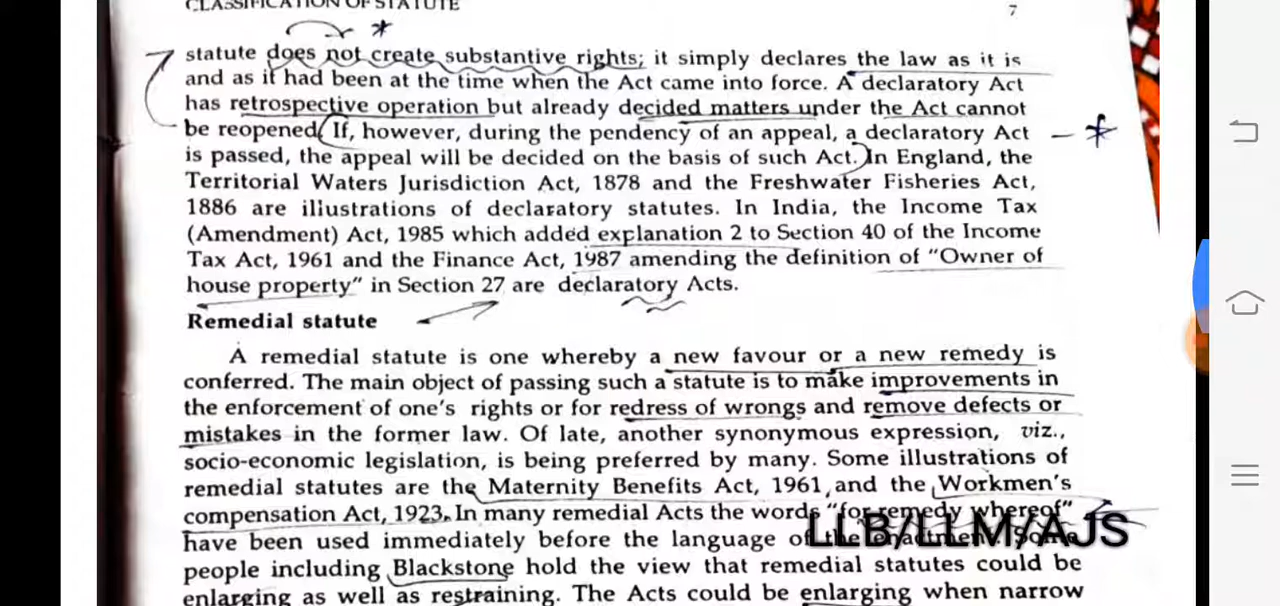 CLASSIFICATION OF STATUTE 7
statute does not create substantive rights; it simply declares the law as it is
and as if had been at the time when the Act came into force. A declaratory Act
has retrospective operation but already decided matters under the Act cannot
be reopened. If, however, during the pendency of an appeal, a declaratory Act
is passed, the appeal will be decided on the basis of such Act. In England, the
Territorial Waters Jurisdiction Act, 1878 and the Freshwater Fisheries Act,
1886 are illustrations of declaratory statutes. In India, the Income Tax
(Amendment) Act, 1985 which added explanation 2 to Section 40 of the Income
Tax Act, 1961 and the Finance Act, 1987 amending the definition of "Owner of
house property" in Section 27 are declaratory Acts.
Remedial statute
A remedial statute is one whereby a new favour or a new remedy is
conferred. The main object of passing such a statute is to make improvements in
the enforcement of one's rights or for redress of wrongs and remove defects or
mistakes in the former law. Of late, another synonymous expression, viz.,
socio-economic legislation, is being preferred by many. Some illustrations of
remedial statutes are the Maternity Benefits Act, 1961, and the Workmen's
compensation Act, 1923. In many remedial Acts the words "for remedy whereof"
LLB/LLM/AJS
have been used immediately before the language of the enactment. Some
people including Blackstone hold the view that remedial statutes could be
enlarging as well as restraining. The Acts could be enlarging when narrow